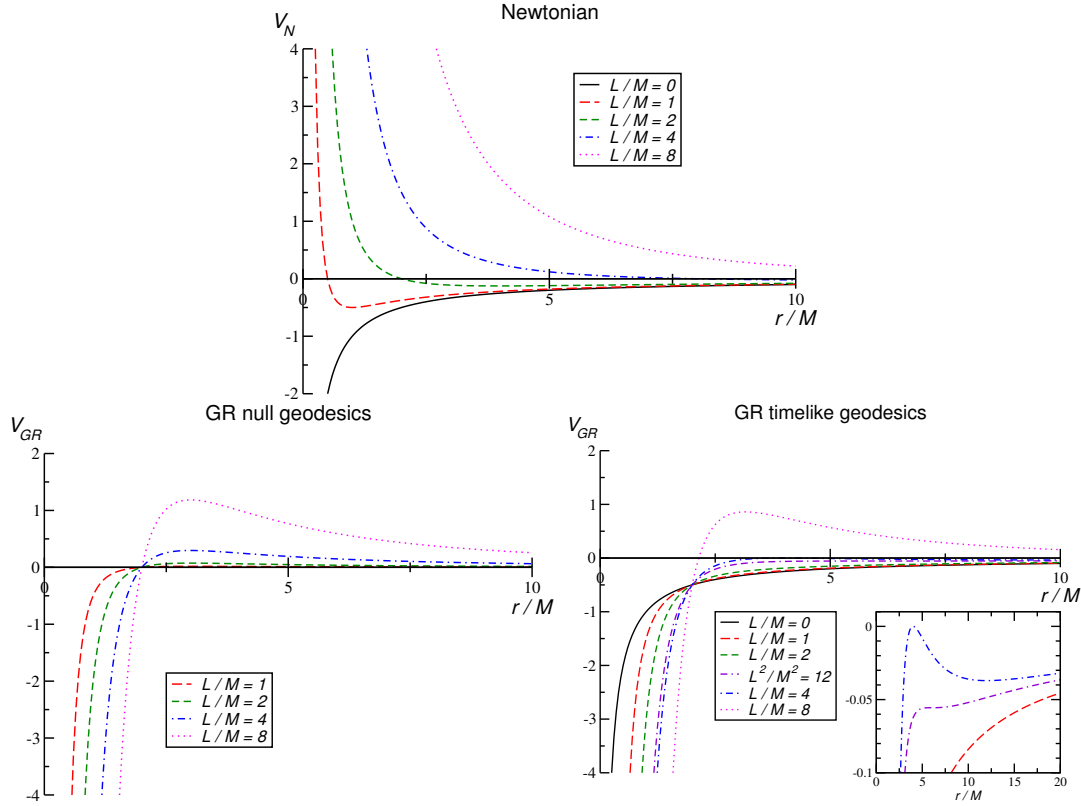 Newtonian
V_N
4
3
2
1
0
-1
-2
0
5
10
r / M
L / M = 0
L / M = 1
L / M = 2
L / M = 4
L / M = 8
GR null geodesics
V_GR
2
1
0
-1
-2
-3
-4
0
5
10
r / M
L / M = 1
L / M = 2
L / M = 4
L / M = 8
GR timelike geodesics
V_GR
2
1
0
-1
-2
-3
-4
0
5
10
r / M
L / M = 0
L / M = 1
L / M = 2
L² / M² = 12
L / M = 4
L / M = 8
0
-0.05
-0.1
0
5
10
15
20
r / M